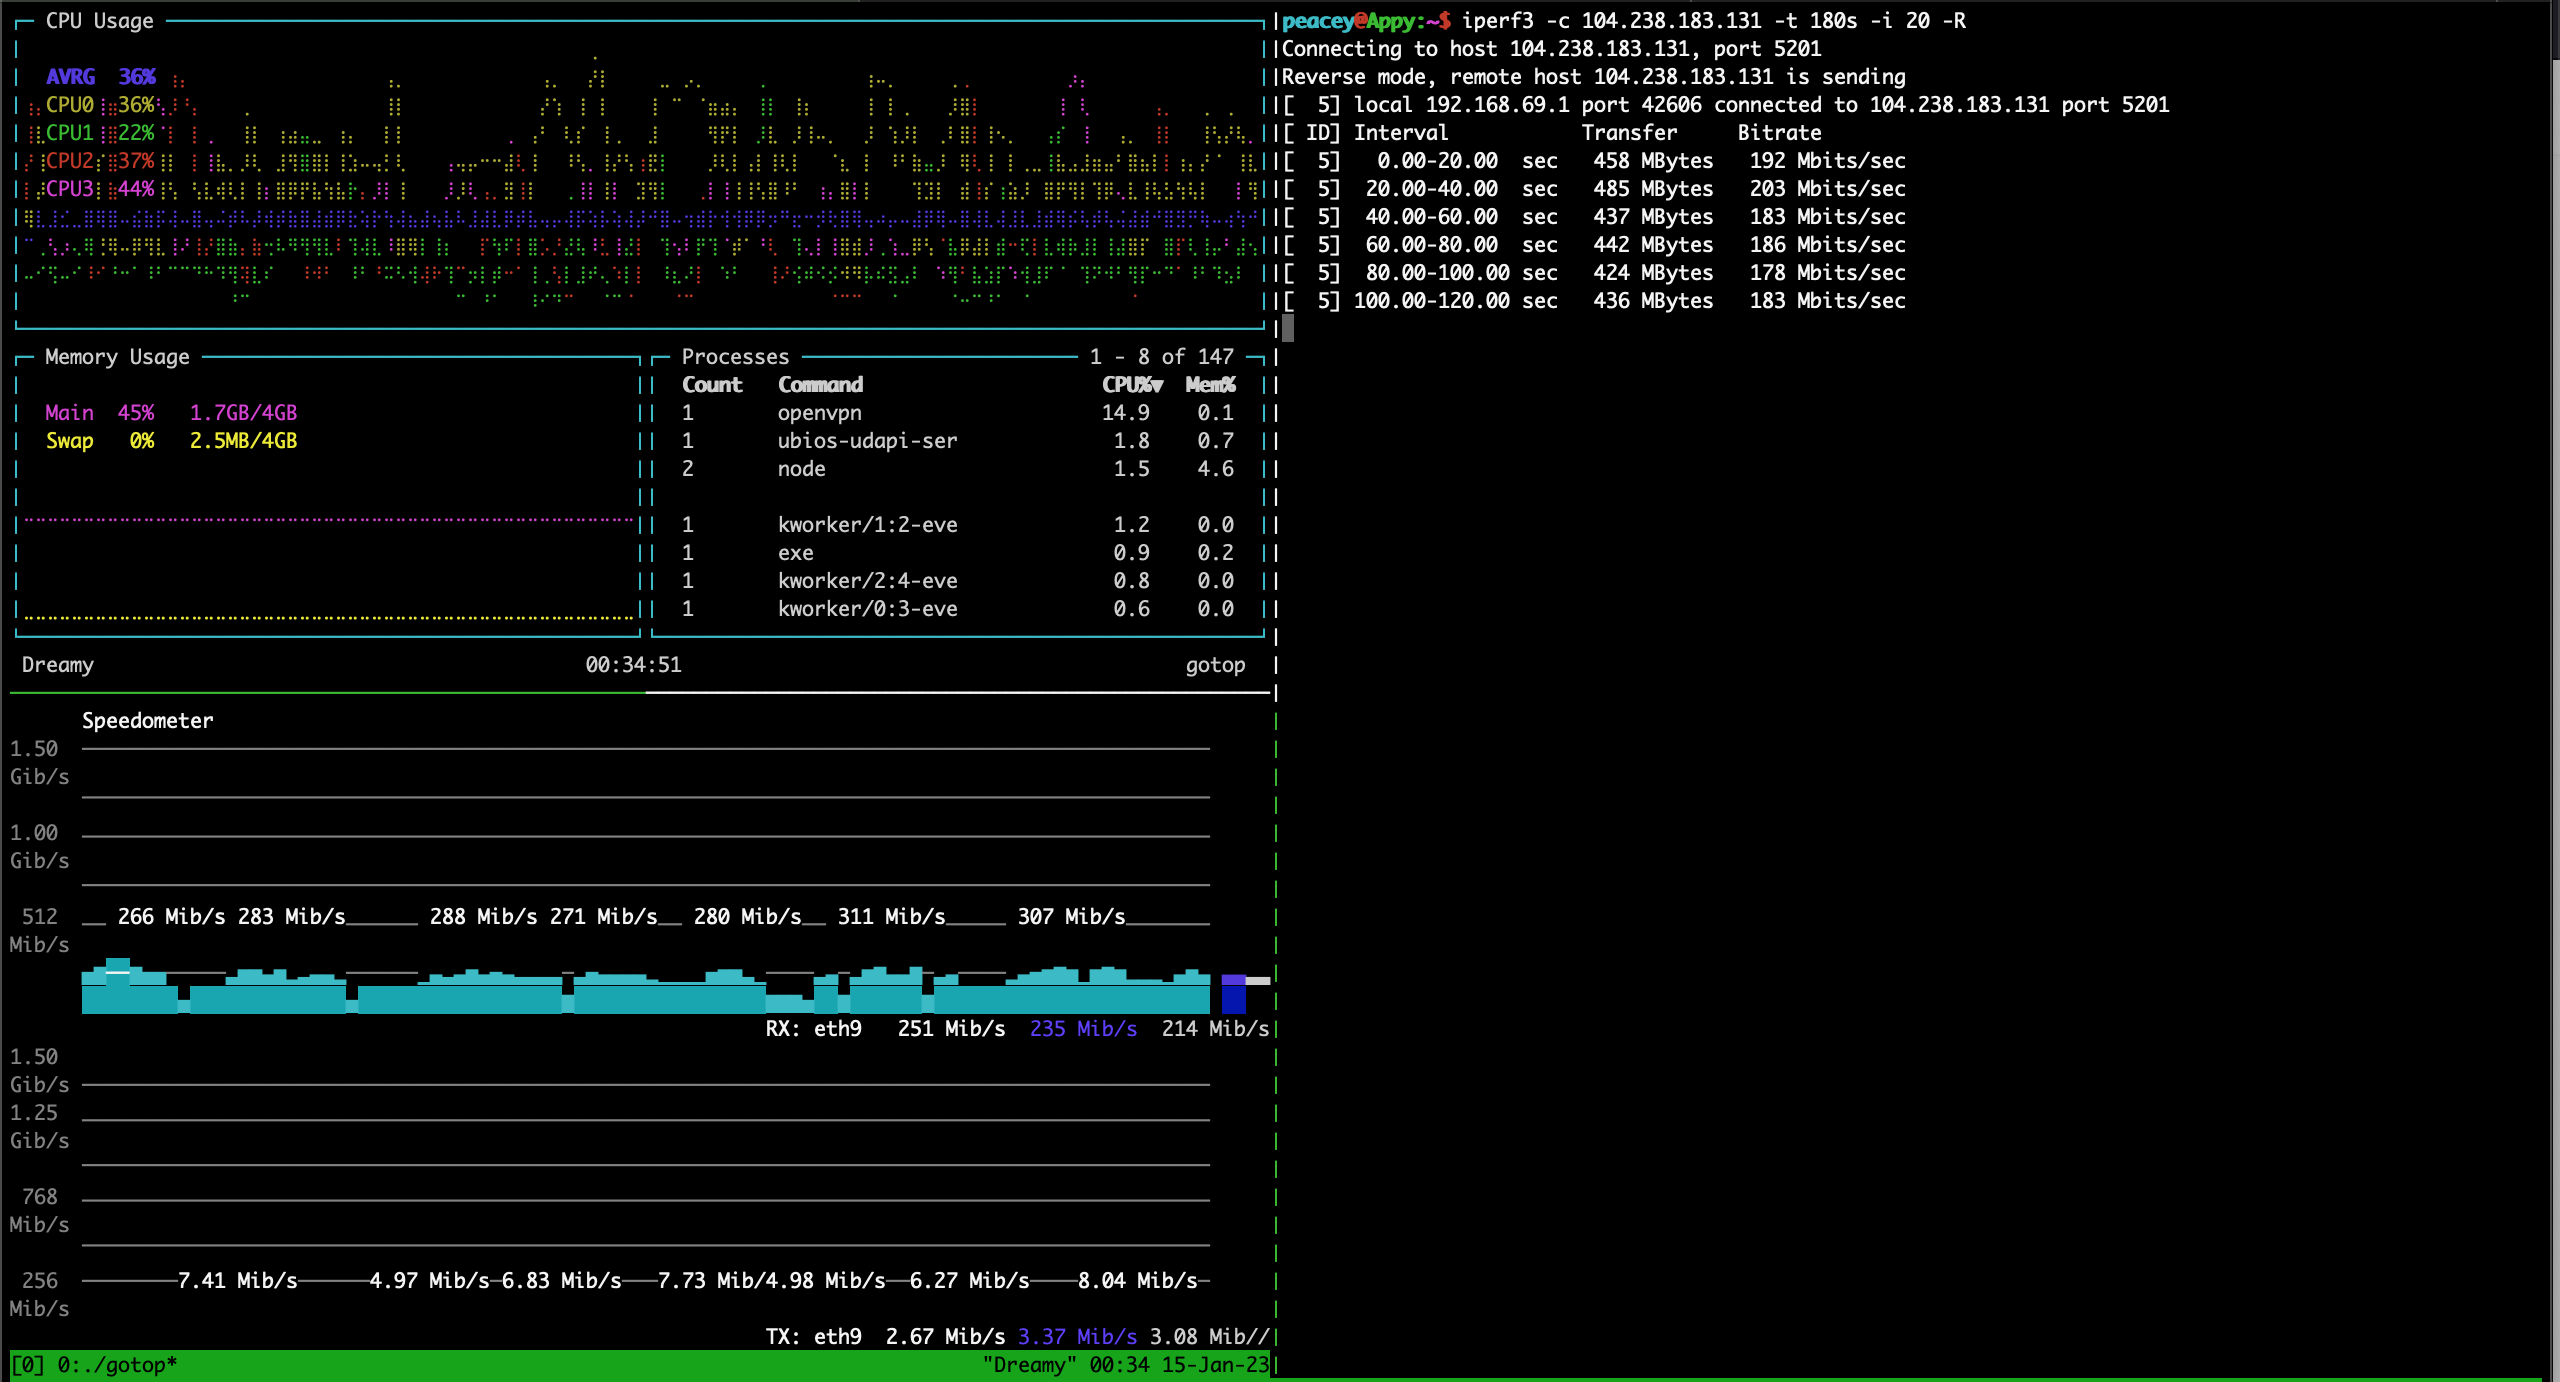 CPU Usage
AVRG 36%
CPU0 36%
CPU1 22%
CPU2 37%
CPU3 44%
Memory Usage
Main 45% 1.7GB/4GB
Swap 0% 2.5MB/4GB
Processes 1 - 8 of 147
Count Command CPU%▼ Mem%
1 openvpn 14.9 0.1
1 ubios-udapi-ser 1.8 0.7
2 node 1.5 4.6
1 kworker/1:2-eve 1.2 0.0
1 exe 0.9 0.2
1 kworker/2:4-eve 0.8 0.0
1 kworker/0:3-eve 0.6 0.0
Dreamy 00:34:51 gotop
Speedometer
1.50
Gib/s
1.00
Gib/s
512 266 Mib/s 283 Mib/s 288 Mib/s 271 Mib/s 280 Mib/s 311 Mib/s 307 Mib/s
Mib/s
RX: eth9 251 Mib/s 235 Mib/s 214 Mib/s
1.50
Gib/s
1.25
Gib/s
768
Mib/s
256 7.41 Mib/s 4.97 Mib/s 6.83 Mib/s 7.73 Mib/4.98 Mib/s 6.27 Mib/s 8.04 Mib/s
Mib/s
TX: eth9 2.67 Mib/s 3.37 Mib/s 3.08 Mib//
[0] 0:./gotop* "Dreamy" 00:34 15-Jan-23
peacey@Appy:~$ iperf3 -c 104.238.183.131 -t 180s -i 20 -R
Connecting to host 104.238.183.131, port 5201
Reverse mode, remote host 104.238.183.131 is sending
[  5] local 192.168.69.1 port 42606 connected to 104.238.183.131 port 5201
[ ID] Interval Transfer Bitrate
[  5] 0.00-20.00 sec 458 MBytes 192 Mbits/sec
[  5] 20.00-40.00 sec 485 MBytes 203 Mbits/sec
[  5] 40.00-60.00 sec 437 MBytes 183 Mbits/sec
[  5] 60.00-80.00 sec 442 MBytes 186 Mbits/sec
[  5] 80.00-100.00 sec 424 MBytes 178 Mbits/sec
[  5] 100.00-120.00 sec 436 MBytes 183 Mbits/sec